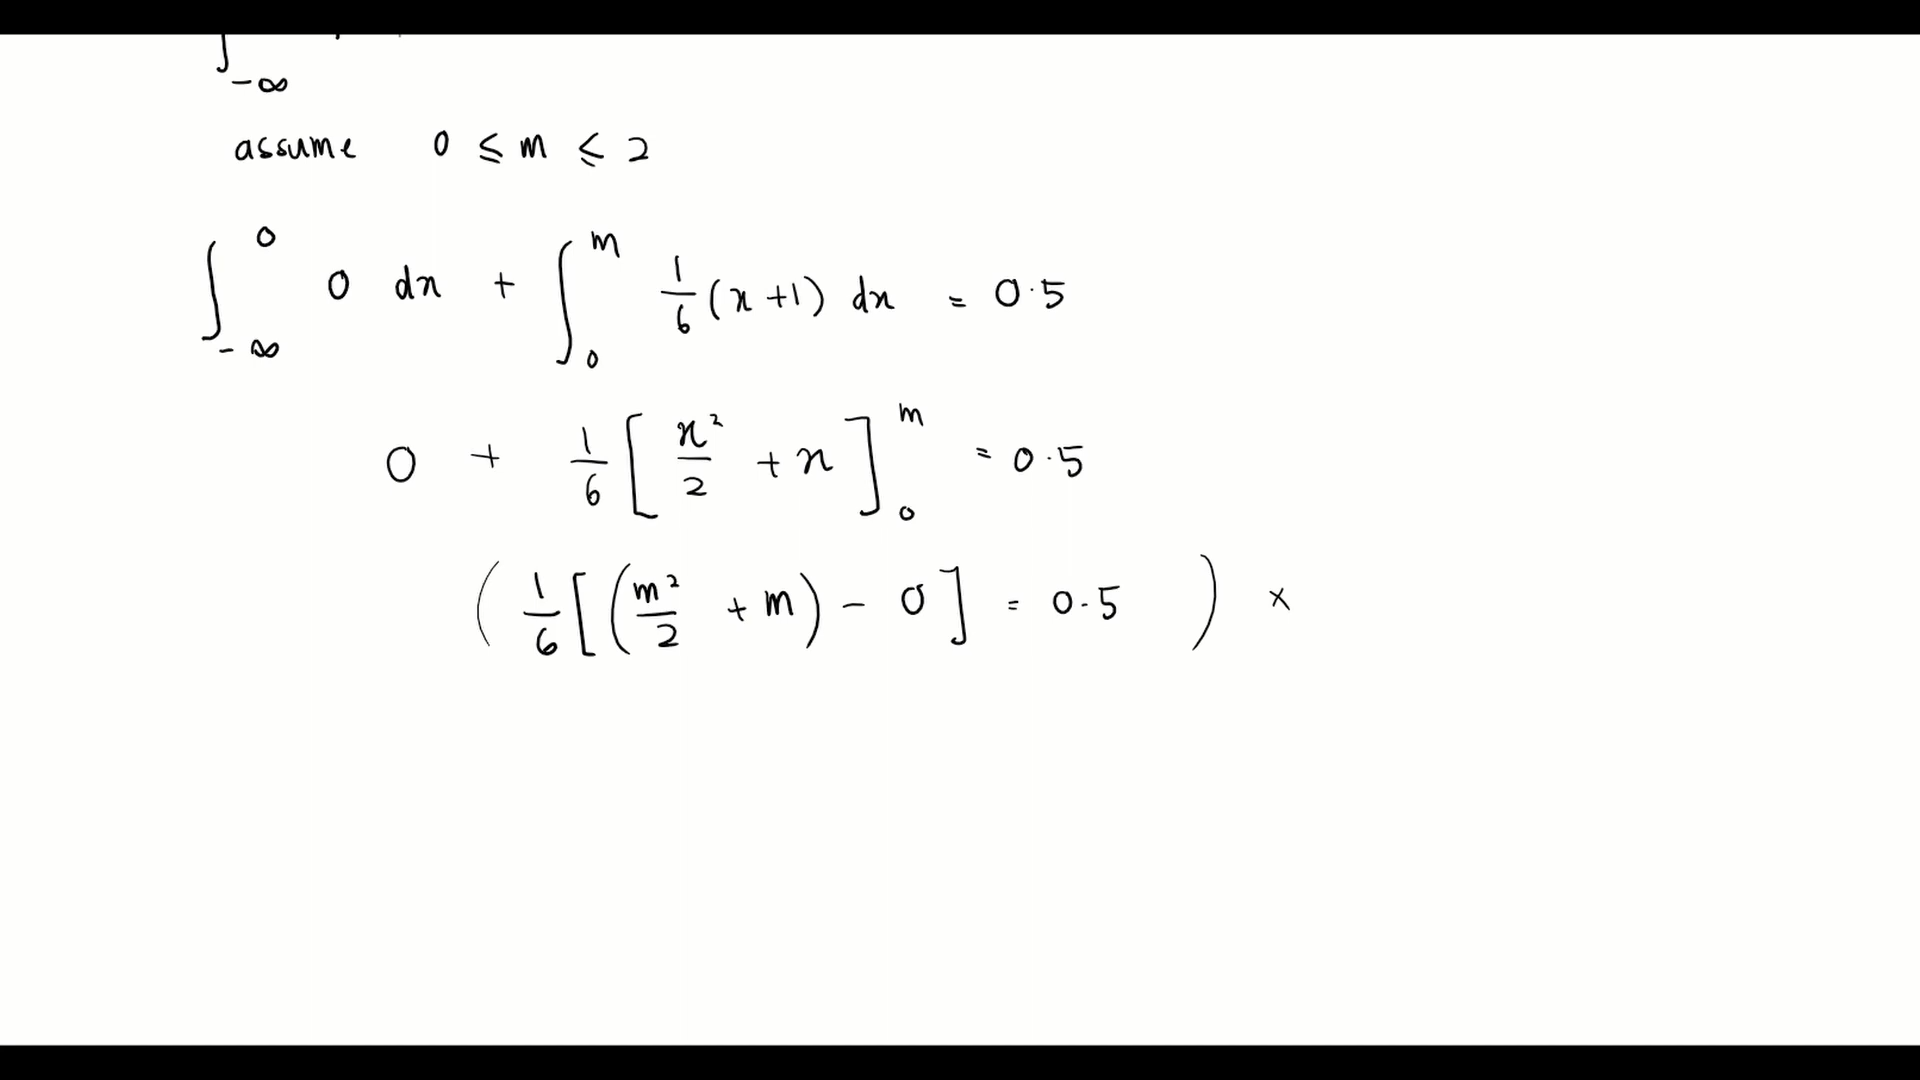 ∫_{-∞}
assume 0 ≤ m ≤ 2
∫_{-∞}^{0} 0 dx + ∫_{0}^{m} 1/6 (x+1) dx = 0.5
0 + 1/6 [ x²/2 + x ]_{0}^{m} = 0.5
( 1/6 [ ( m²/2 + m ) - 0 ] = 0.5 ) ×